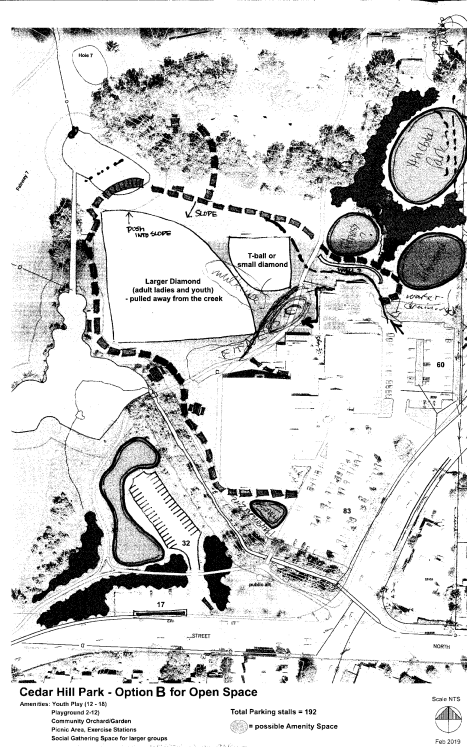 Hole 7
Fairway 7
SLOPE
PUSH
INTO SLOPE
T-ball or
small diamond
Larger Diamond
(adult ladies and youth)
- pulled away from the creek
60
83
32
17
public art
STREET
NORTH
Cedar Hill Park - Option B for Open Space
Amenities: Youth Play (12 - 18)
Playground 2-12)
Community Orchard/Garden
Picnic Area, Exercise Stations
Social Gathering Space for larger groups
Total Parking stalls = 192
= possible Amenity Space
Scale NTS
Feb 2019